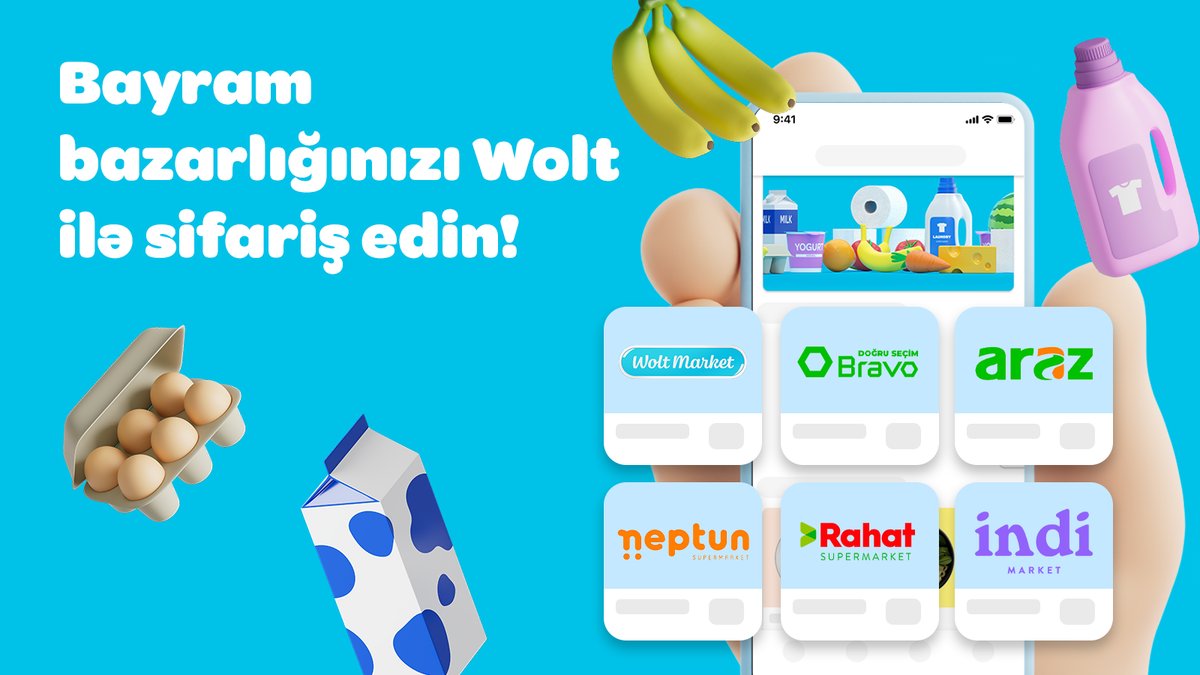 Bayram
bazarlığınızı Wolt
ilə sifariş edin!
9:41
MILK
YOGURT
LAUNDRY
Wolt Market
DOĞRU SEÇİM
Bravo
araz
neptun
SUPERMARKET
Rahat
SUPERMARKET
indi
MARKET